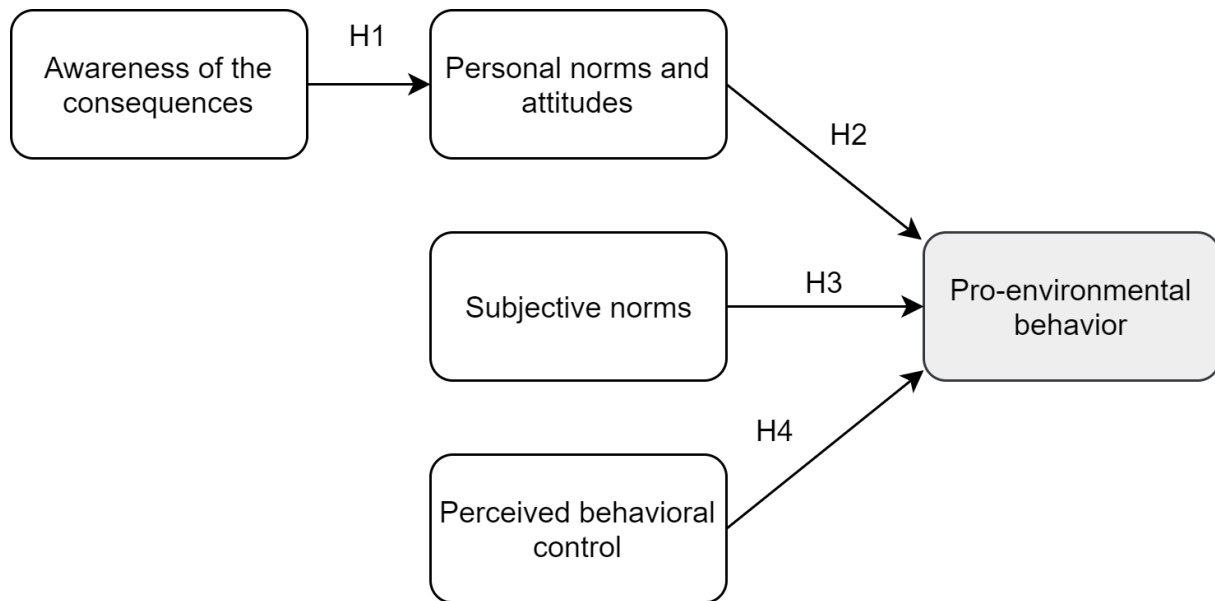 H1
Awareness of the
consequences
Personal norms and
attitudes
H2
Subjective norms
H3
Pro-environmental
behavior
H4
Perceived behavioral
control